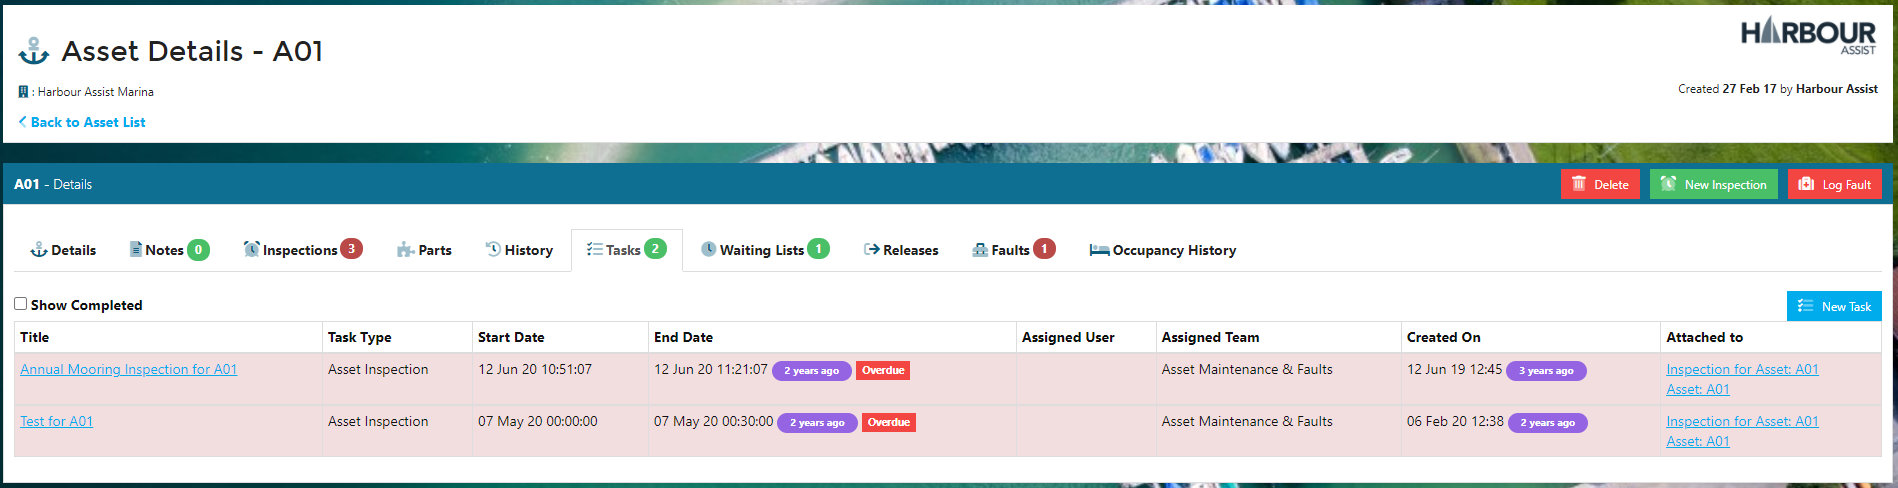 Asset Details - A01
HARBOUR
ASSIST
: Harbour Assist Marina
Created 27 Feb 17 by Harbour Assist
Back to Asset List
A01 - Details
Delete
New Inspection
Log Fault
Details
Notes 0
Inspections 3
Parts
History
Tasks 2
Waiting Lists 1
Releases
Faults 1
Occupancy History
Show Completed
New Task
Title Task Type Start Date End Date Assigned User Assigned Team Created On Attached to
Annual Mooring Inspection for A01 Asset Inspection 12 Jun 20 10:51:07 12 Jun 20 11:21:07 2 years ago Overdue Asset Maintenance & Faults 12 Jun 19 12:45 3 years ago Inspection for Asset: A01
Asset: A01
Test for A01 Asset Inspection 07 May 20 00:00:00 07 May 20 00:30:00 2 years ago Overdue Asset Maintenance & Faults 06 Feb 20 12:38 2 years ago Inspection for Asset: A01
Asset: A01